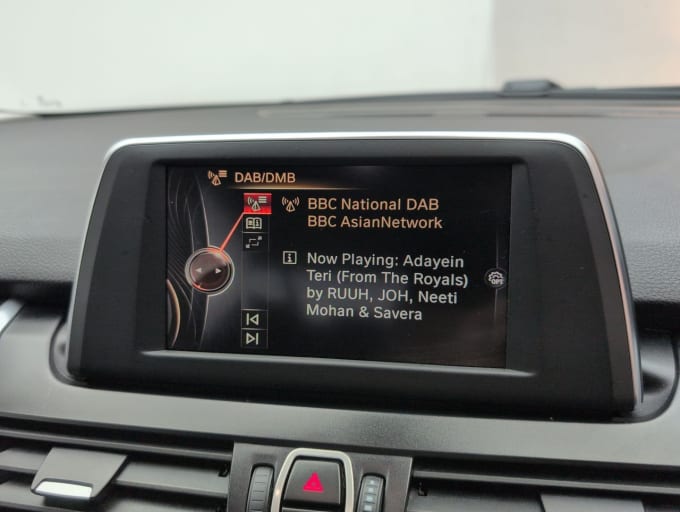 DAB/DMB
BBC National DAB
BBC AsianNetwork
Now Playing: Adayein
Teri (From The Royals)
by RUUH, JOH, Neeti
Mohan & Savera
OPT